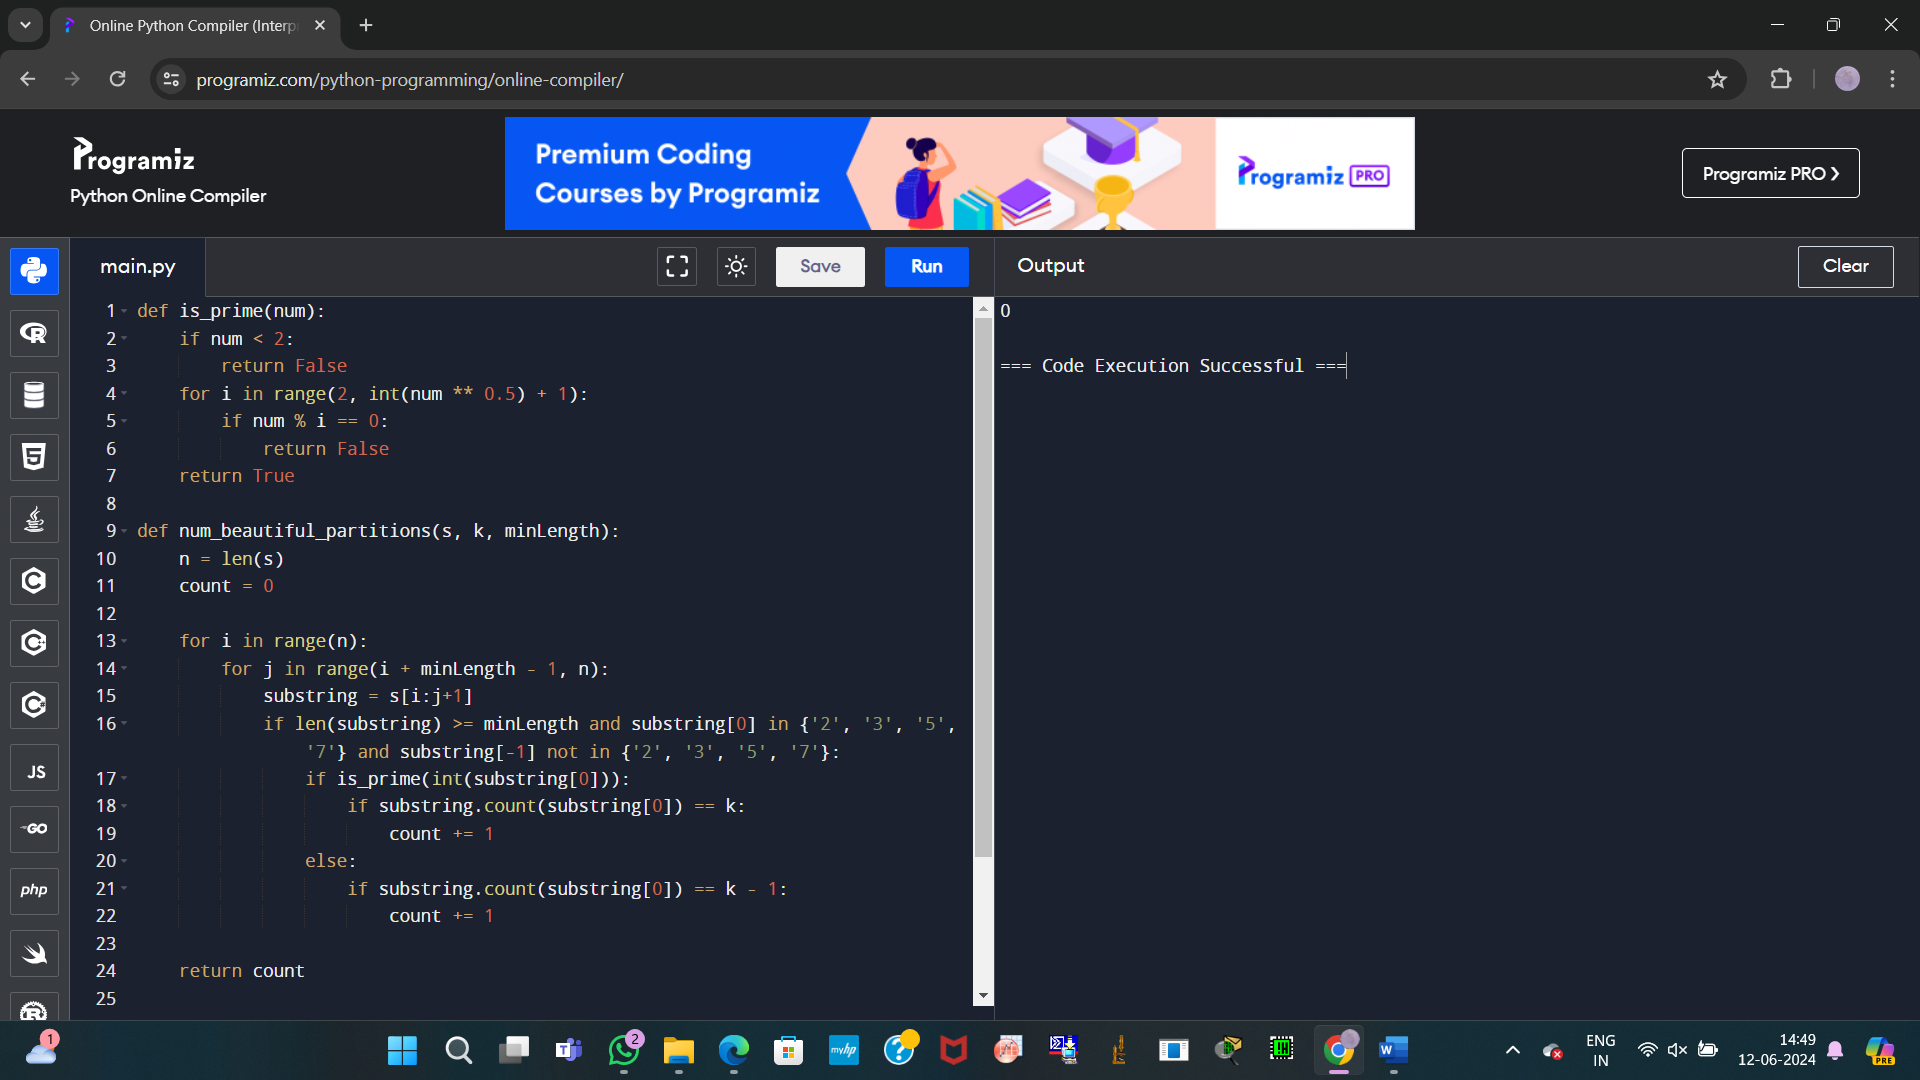 Online Python Compiler (Interp
programiz.com/python-programming/online-compiler/
Programiz
Python Online Compiler
Premium Coding
Courses by Programiz
Programiz PRO
Programiz PRO ❯
main.py
Save
Run
Output
Clear
1 def is_prime(num):
2     if num < 2:
3         return False
4     for i in range(2, int(num ** 0.5) + 1):
5         if num % i == 0:
6             return False
7     return True
8
9 def num_beautiful_partitions(s, k, minLength):
10     n = len(s)
11     count = 0
12
13     for i in range(n):
14         for j in range(i + minLength - 1, n):
15             substring = s[i:j+1]
16             if len(substring) >= minLength and substring[0] in {'2', '3', '5',
'7'} and substring[-1] not in {'2', '3', '5', '7'}:
17                 if is_prime(int(substring[0])):
18                     if substring.count(substring[0]) == k:
19                         count += 1
20                 else:
21                     if substring.count(substring[0]) == k - 1:
22                         count += 1
23
24     return count
25
0
=== Code Execution Successful ===
R
5
C
C
C
JS
GO
php
R
1
2
myhp
W
ENG
IN
14:49
12-06-2024
PRE